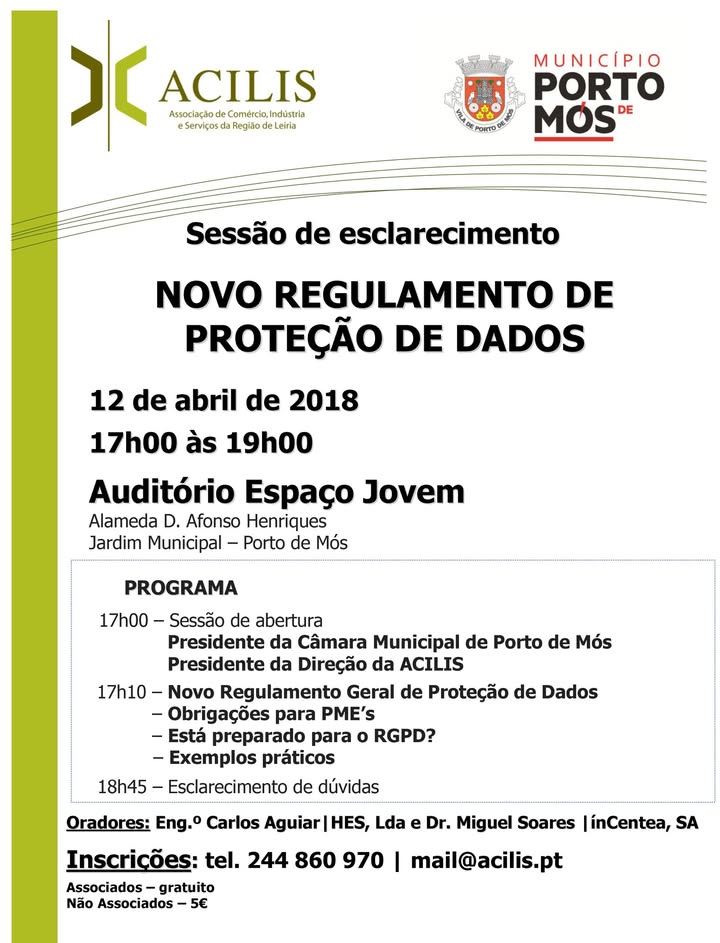 ACILIS
Associação de Comércio, Indústria
e Serviços da Região de Leiria
VILA DE PORTO DE MÓS
MUNICÍPIO
PORTO
DE
MÓS
Sessão de esclarecimento
NOVO REGULAMENTO DE
PROTEÇÃO DE DADOS
12 de abril de 2018
17h00 às 19h00
Auditório Espaço Jovem
Alameda D. Afonso Henriques
Jardim Municipal – Porto de Mós
PROGRAMA
17h00 – Sessão de abertura
Presidente da Câmara Municipal de Porto de Mós
Presidente da Direção da ACILIS
17h10 – Novo Regulamento Geral de Proteção de Dados
– Obrigações para PME’s
– Está preparado para o RGPD?
– Exemplos práticos
18h45 – Esclarecimento de dúvidas
Oradores: Eng.º Carlos Aguiar|HES, Lda e Dr. Miguel Soares |ínCentea, SA
Inscrições: tel. 244 860 970 | mail@acilis.pt
Associados – gratuito
Não Associados – 5€